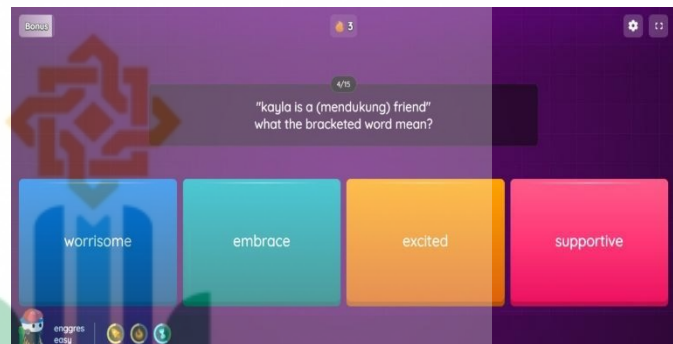 Bonus
3
4/15
"kayla is a (mendukung) friend"
what the bracketed word mean?
worrisome
embrace
excited
supportive
enggres
easy